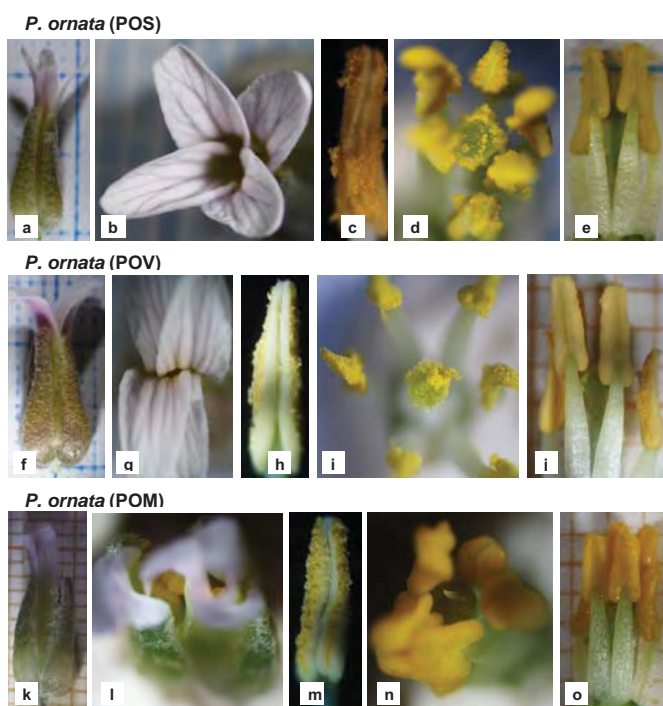 P. ornata (POS)
a b c d e
P. ornata (POV)
f g h i j
P. ornata (POM)
k l m n o